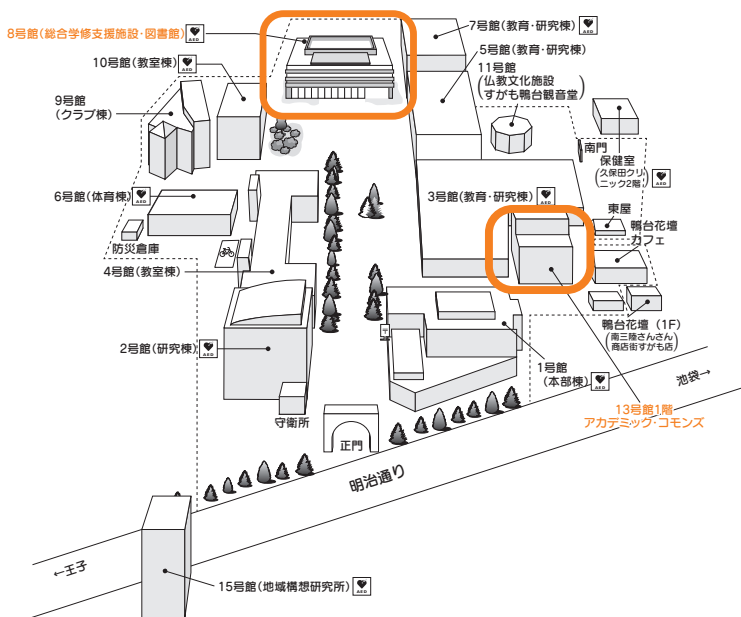 8号館(総合学修支援施設・図書館)
AED
7号館(教育・研究棟)
AED
5号館(教育・研究棟)
10号館(教室棟)
AED
11号館
(仏教文化施設
すがも鴨台観音堂)
9号館
(クラブ棟)
南門
保健室
(久保田クリ
ニック2階)
AED
6号館(体育棟)
AED
3号館(教育・研究棟)
AED
東屋
鴨台花壇
カフェ
防災倉庫
4号館(教室棟)
鴨台花壇(1F)
(南三陸さんさん
商店街すがも店)
2号館(研究棟)
AED
〒
1号館
(本部棟)
AED
池袋→
守衛所
正門
13号館1階
アカデミック・コモンズ
明治通り
←王子
15号館(地域構想研究所)
AED